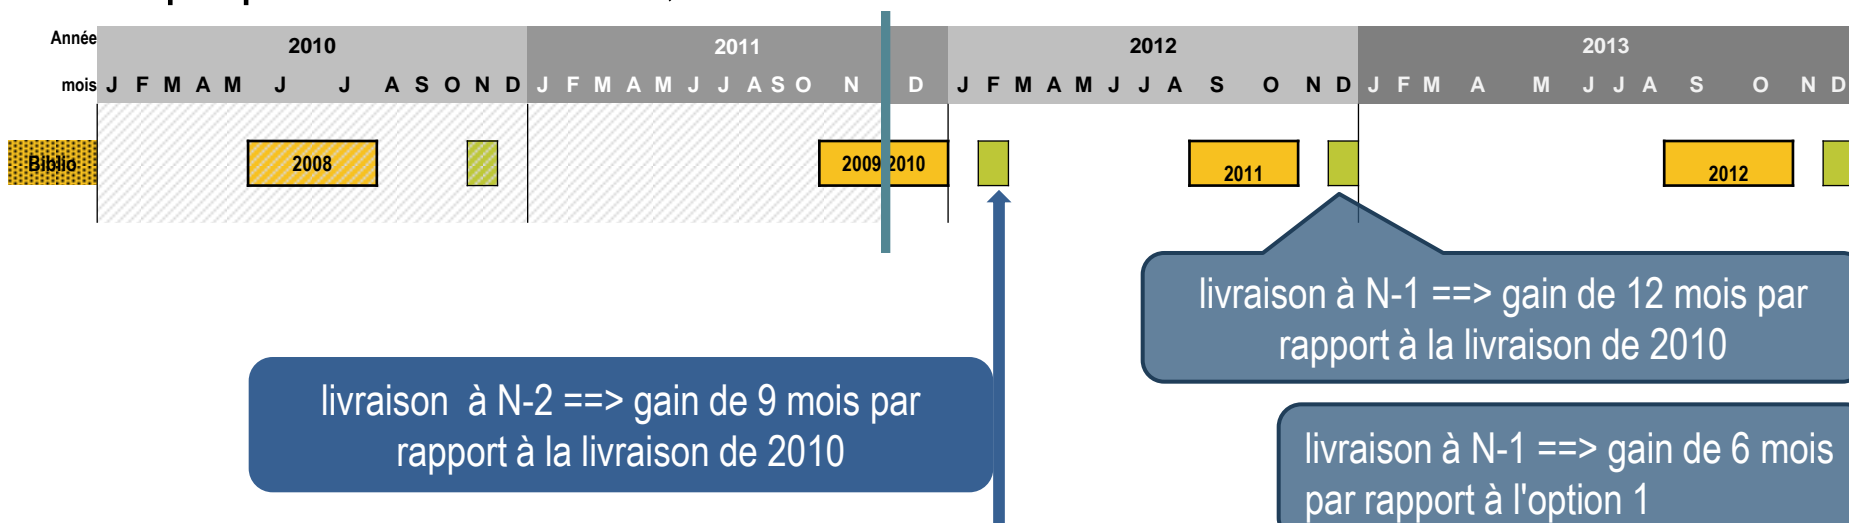 Année 2010 2011 2012 2013
mois J F M A M J J A S O N D J F M A M J J A S O N D J F M A M J J A S O N D J F M A M J J A S O N D
Biblio 2008 2009 2010 2011 2012
livraison à N-1 ==> gain de 12 mois par
rapport à la livraison de 2010
livraison à N-2 ==> gain de 9 mois par
rapport à la livraison de 2010
livraison à N-1 ==> gain de 6 mois
par rapport à l'option 1